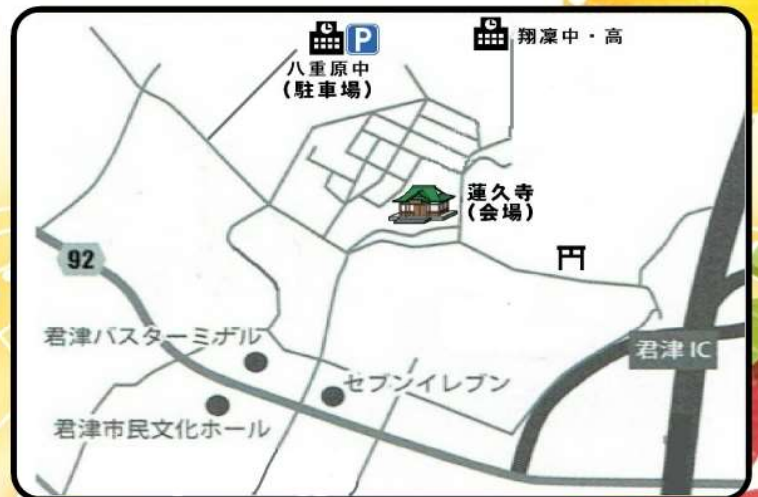 P
八重原中
(駐車場)
翔凜中・高
蓮久寺
(会場)
92
君津バスターミナル
セブンイレブン
君津 IC
君津市民文化ホール